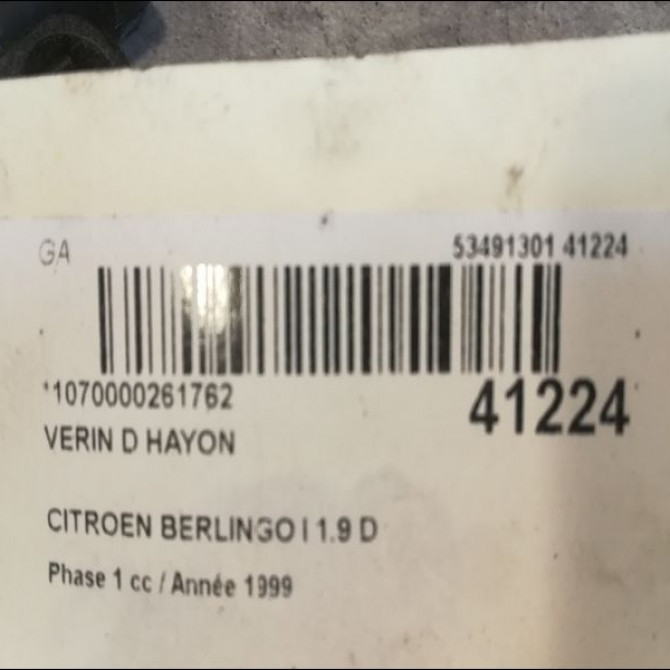 GA 53491301 41224
*1070000261762 41224
VERIN D HAYON
CITROEN BERLINGO I 1.9 D
Phase 1 cc / Année 1999